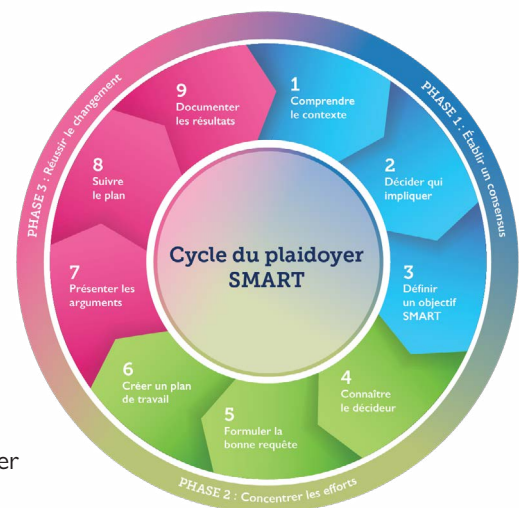 Cycle du plaidoyer
SMART
PHASE 1 : Établir un consensus
1
Comprendre
le contexte
2
Décider qui
impliquer
3
Définir
un objectif
SMART
PHASE 2 : Concentrer les efforts
4
Connaître
le décideur
5
Formuler la
bonne requête
6
Créer un plan
de travail
PHASE 3 : Réussir le changement
7
Présenter les
arguments
8
Suivre
le plan
9
Documenter
les résultats
er